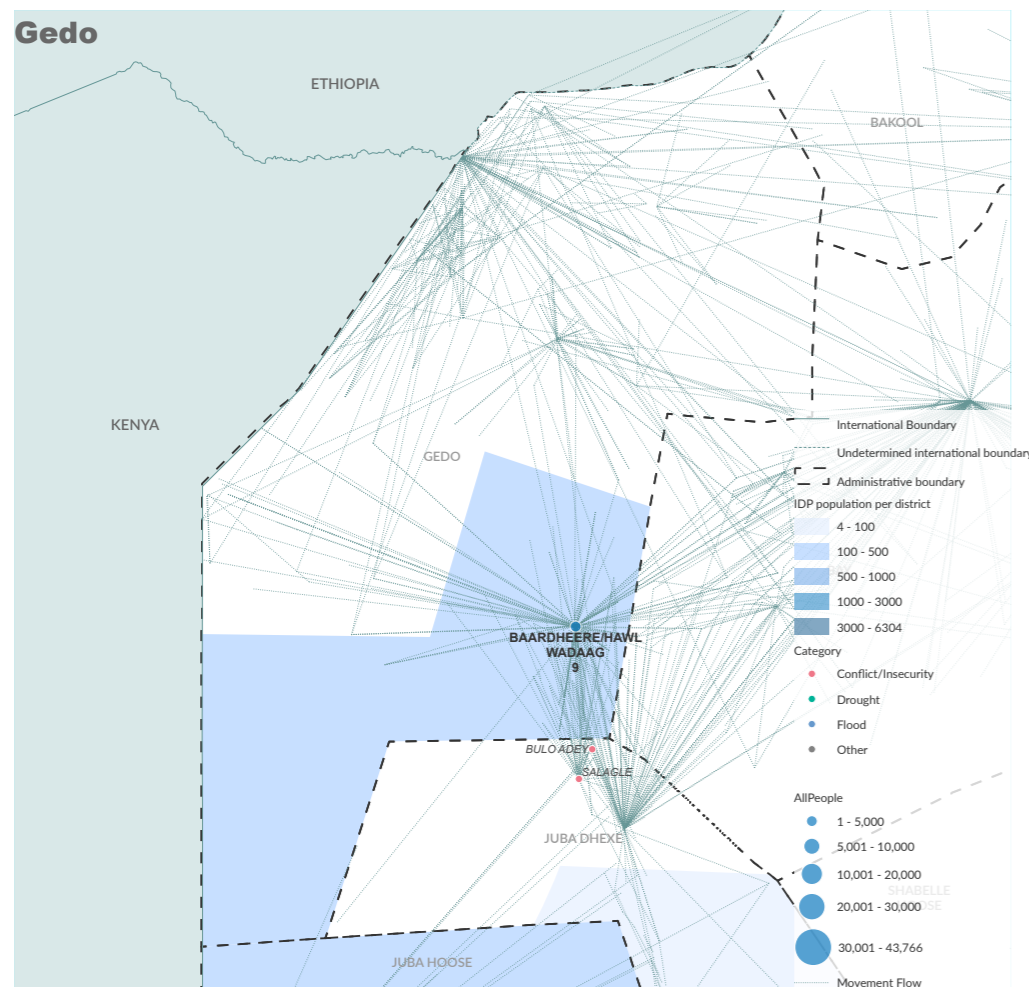 Gedo
ETHIOPIA
BAKOOL
KENYA
GEDO
BAARDHEERE/HAWL
WADAAG
9
BULO ADEY
SALAGLE
JUBA DHEXE
JUBA HOOSE
International Boundary
Undetermined international boundary
Administrative boundary
IDP population per district
4 - 100
100 - 500
500 - 1000
1000 - 3000
3000 - 6304
Category
Conflict/Insecurity
Drought
Flood
Other
AllPeople
1 - 5,000
5,001 - 10,000
10,001 - 20,000
SHABELLE
20,001 - 30,000
30,001 - 43,766
Movement Flow